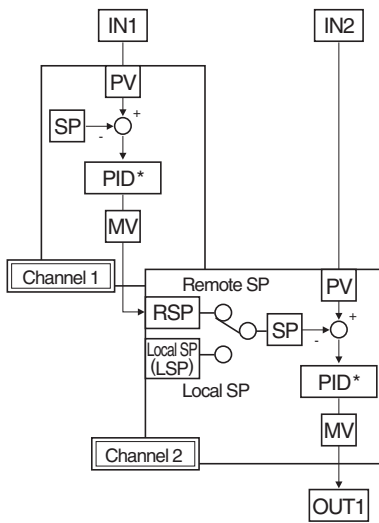 IN1
IN2
PV
SP
+
-
PID*
MV
Channel 1
Remote SP
PV
RSP
SP
+
-
Local SP
(LSP)
Local SP
PID*
MV
Channel 2
OUT1